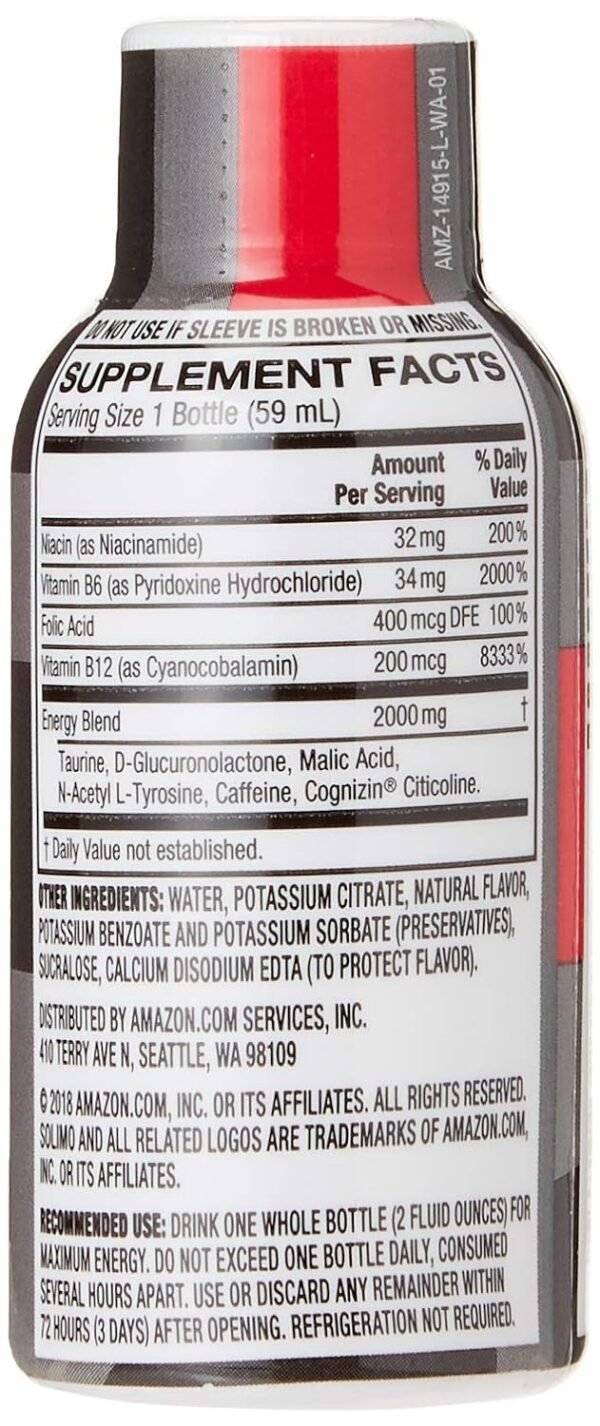 AMZ-14915-L-WA-01
DO NOT USE IF SLEEVE IS BROKEN OR MISSING.
SUPPLEMENT FACTS
Serving Size 1 Bottle (59 mL)
Amount Per Serving % Daily Value
Niacin (as Niacinamide) 32 mg 200%
Vitamin B6 (as Pyridoxine Hydrochloride) 34 mg 2000%
Folic Acid 400 mcg DFE 100%
Vitamin B12 (as Cyanocobalamin) 200 mcg 8333%
Energy Blend 2000 mg †
Taurine, D-Glucuronolactone, Malic Acid,
N-Acetyl L-Tyrosine, Caffeine, Cognizin® Citicoline.
† Daily Value not established.
OTHER INGREDIENTS: WATER, POTASSIUM CITRATE, NATURAL FLAVOR,
POTASSIUM BENZOATE AND POTASSIUM SORBATE (PRESERVATIVES),
SUCRALOSE, CALCIUM DISODIUM EDTA (TO PROTECT FLAVOR).
DISTRIBUTED BY AMAZON.COM SERVICES, INC.
410 TERRY AVE N, SEATTLE, WA 98109
© 2018 AMAZON.COM, INC. OR ITS AFFILIATES. ALL RIGHTS RESERVED.
SOLIMO AND ALL RELATED LOGOS ARE TRADEMARKS OF AMAZON.COM,
INC. OR ITS AFFILIATES.
RECOMMENDED USE: DRINK ONE WHOLE BOTTLE (2 FLUID OUNCES) FOR
MAXIMUM ENERGY. DO NOT EXCEED ONE BOTTLE DAILY, CONSUMED
SEVERAL HOURS APART. USE OR DISCARD ANY REMAINDER WITHIN
72 HOURS (3 DAYS) AFTER OPENING. REFRIGERATION NOT REQUIRED.